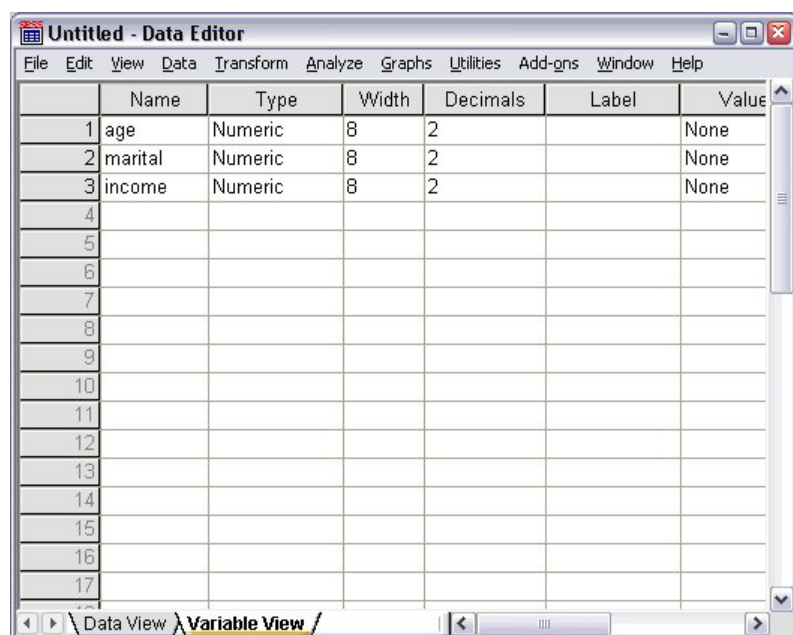 SPSS Untitled - Data Editor
File Edit View Data Transform Analyze Graphs Utilities Add-ons Window Help
Name Type Width Decimals Label Value
1 age Numeric 8 2 None
2 marital Numeric 8 2 None
3 income Numeric 8 2 None
4
5
6
7
8
9
10
11
12
13
14
15
16
17
Data View Variable View